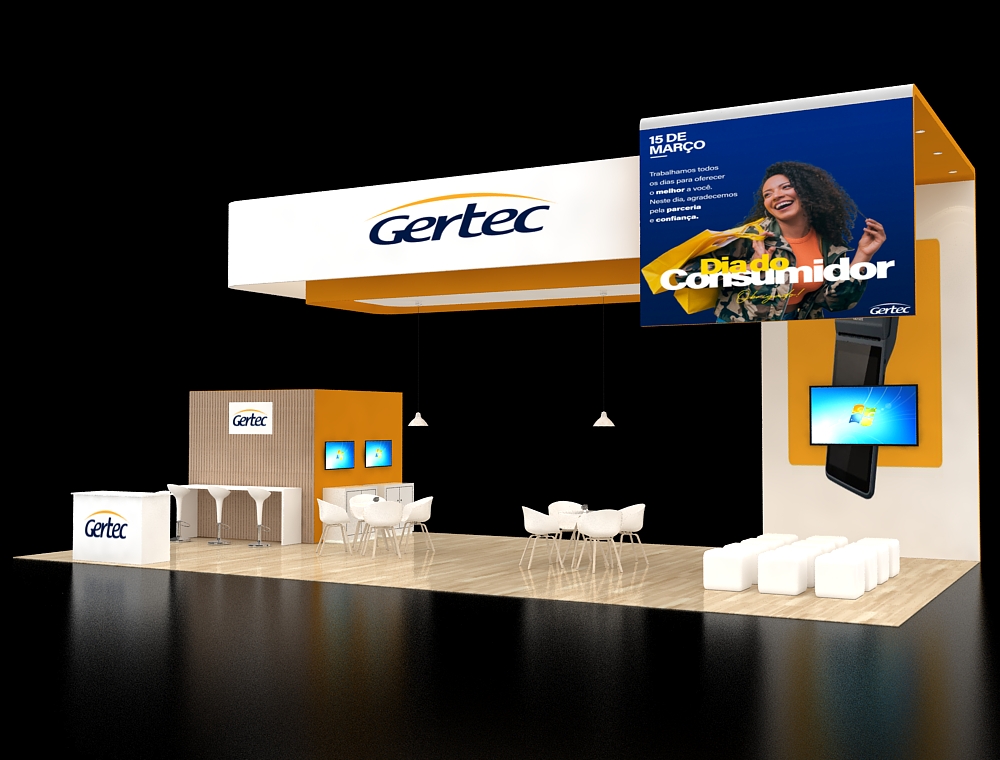 Gertec
15 DE
MARÇO
Trabalhamos todos
os dias para oferecer
o melhor a você.
Neste dia, agradecemos
pela parceria
e confiança.
Dia do
Consumidor
Obrigado!
Gertec
Gertec
Gertec